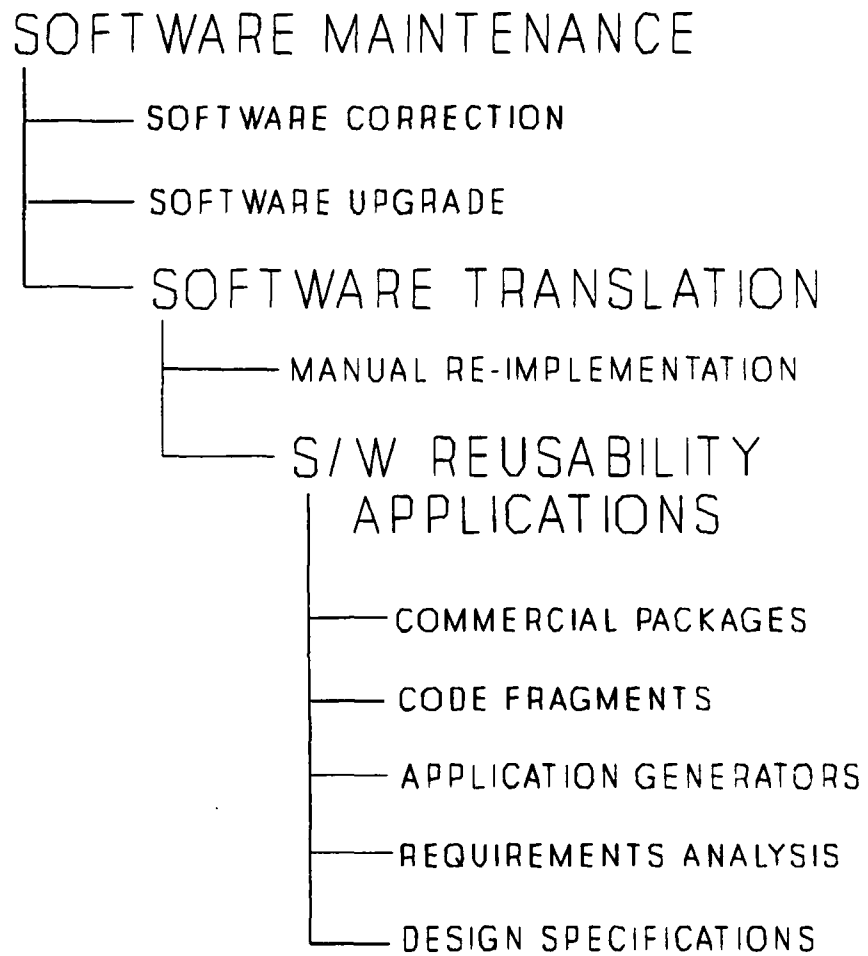 SOFTWARE MAINTENANCE
SOFTWARE CORRECTION
SOFTWARE UPGRADE
SOFTWARE TRANSLATION
MANUAL RE-IMPLEMENTATION
S/W REUSABILITY
APPLICATIONS
COMMERCIAL PACKAGES
CODE FRAGMENTS
APPLICATION GENERATORS
REQUIREMENTS ANALYSIS
DESIGN SPECIFICATIONS